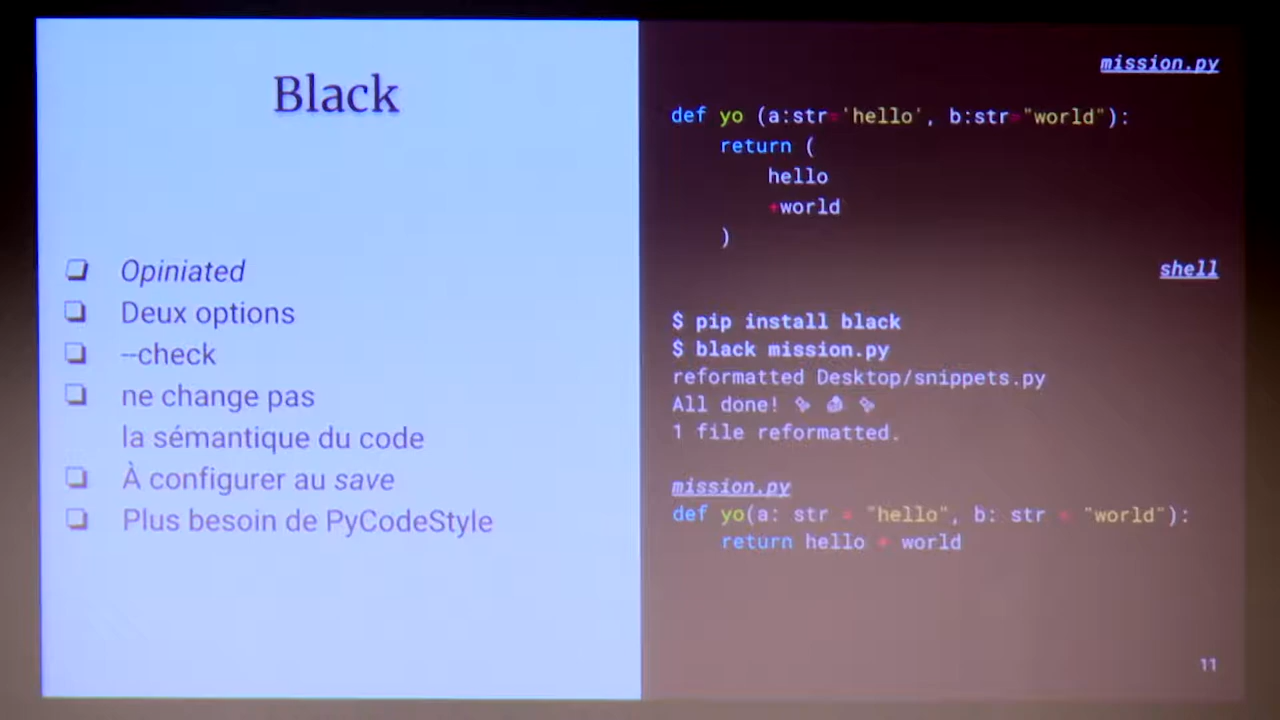 Black
❏ Opiniated
❏ Deux options
❏ --check
❏ ne change pas
la sémantique du code
❏ À configurer au save
❏ Plus besoin de PyCodeStyle
mission.py
def yo (a:str='hello', b:str="world"):
    return (
        hello
        +world
    )
shell
$ pip install black
$ black mission.py
reformatted Desktop/snippets.py
All done! ✨ 🍰 ✨
1 file reformatted.
mission.py
def yo(a: str = "hello", b: str = "world"):
    return hello + world
11